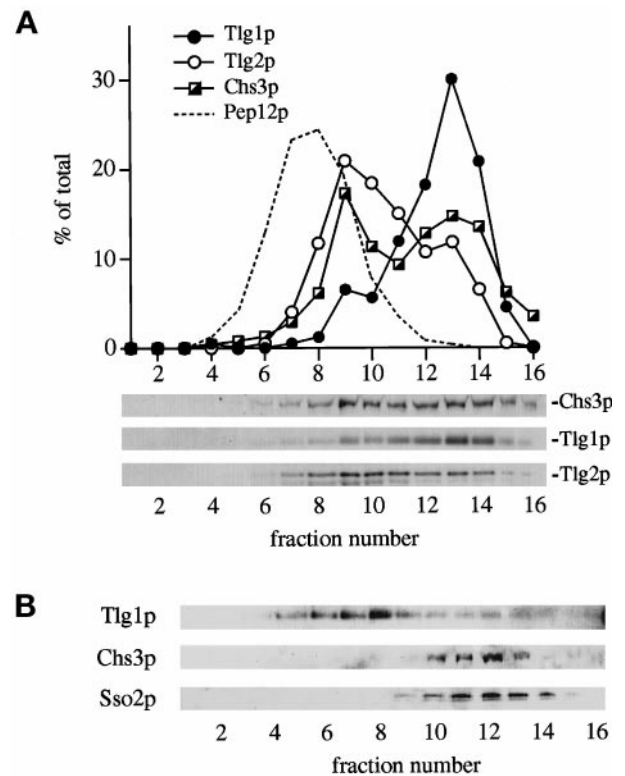 A
Tlg1p
Tlg2p
Chs3p
Pep12p
30
20
10
0
% of total
2 4 6 8 10 12 14 16
-Chs3p
-Tlg1p
-Tlg2p
2 4 6 8 10 12 14 16
fraction number
B
Tlg1p
Chs3p
Sso2p
2 4 6 8 10 12 14 16
fraction number